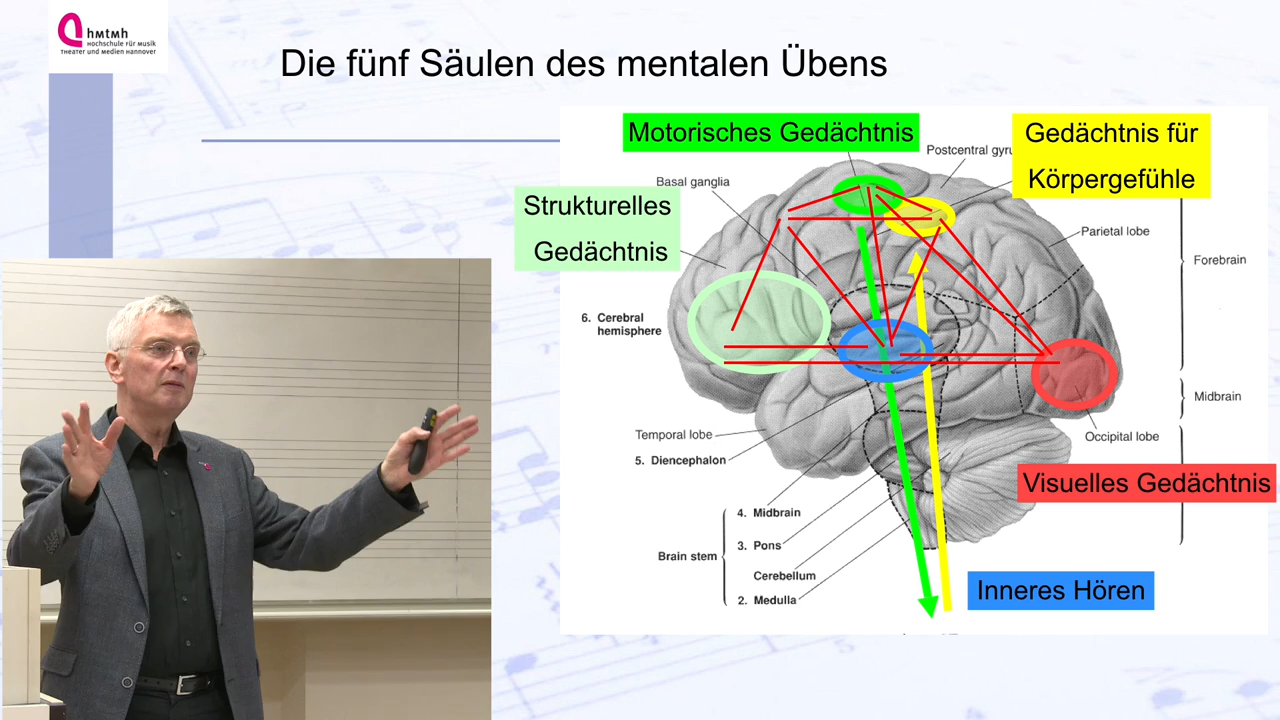 hmtmh
Hochschule für Musik
Theater und Medien Hannover
Die fünf Säulen des mentalen Übens
Motorisches Gedächtnis
Gedächtnis für
Körpergefühle
Postcentral gyru
Basal ganglia
Strukturelles
Gedächtnis
Parietal lobe
Forebrain
6. Cerebral
hemisphere
Midbrain
Temporal lobe
Occipital lobe
5. Diencephalon
Visuelles Gedächtnis
4. Midbrain
3. Pons
Brain stem
Cerebellum
2. Medulla
Inneres Hören